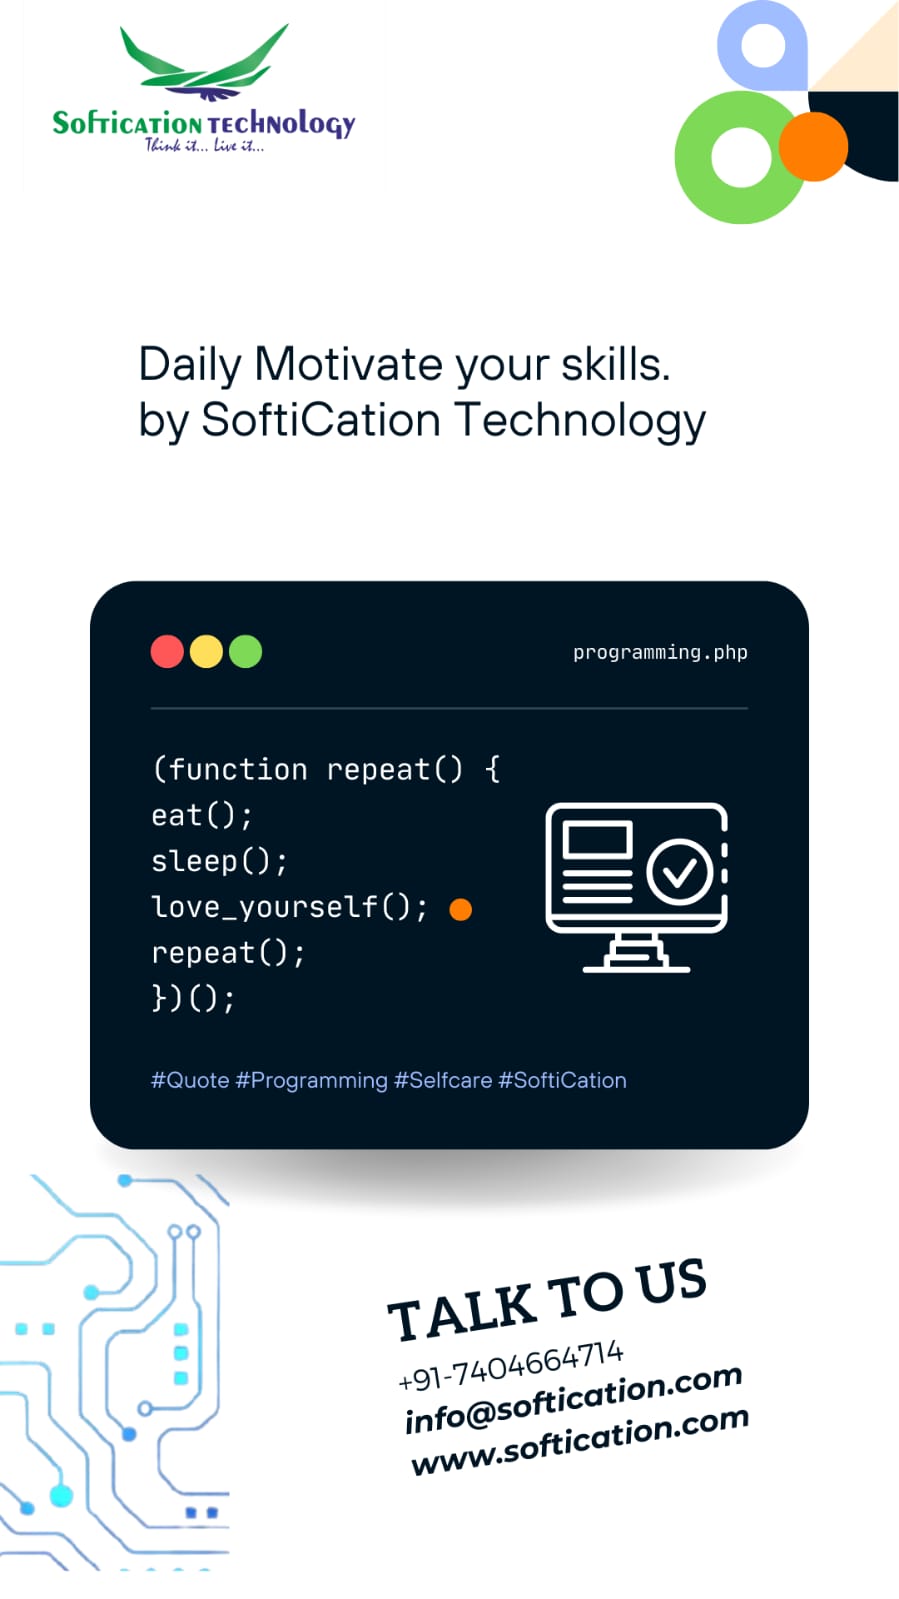 Softication Technology
Think it... Live it...
Daily Motivate your skills.
by SoftiCation Technology
programming.php
(function repeat() {
eat();
sleep();
love_yourself();
repeat();
})();
#Quote #Programming #Selfcare #SoftiCation
TALK TO US
+91-7404664714
info@softication.com
www.softication.com